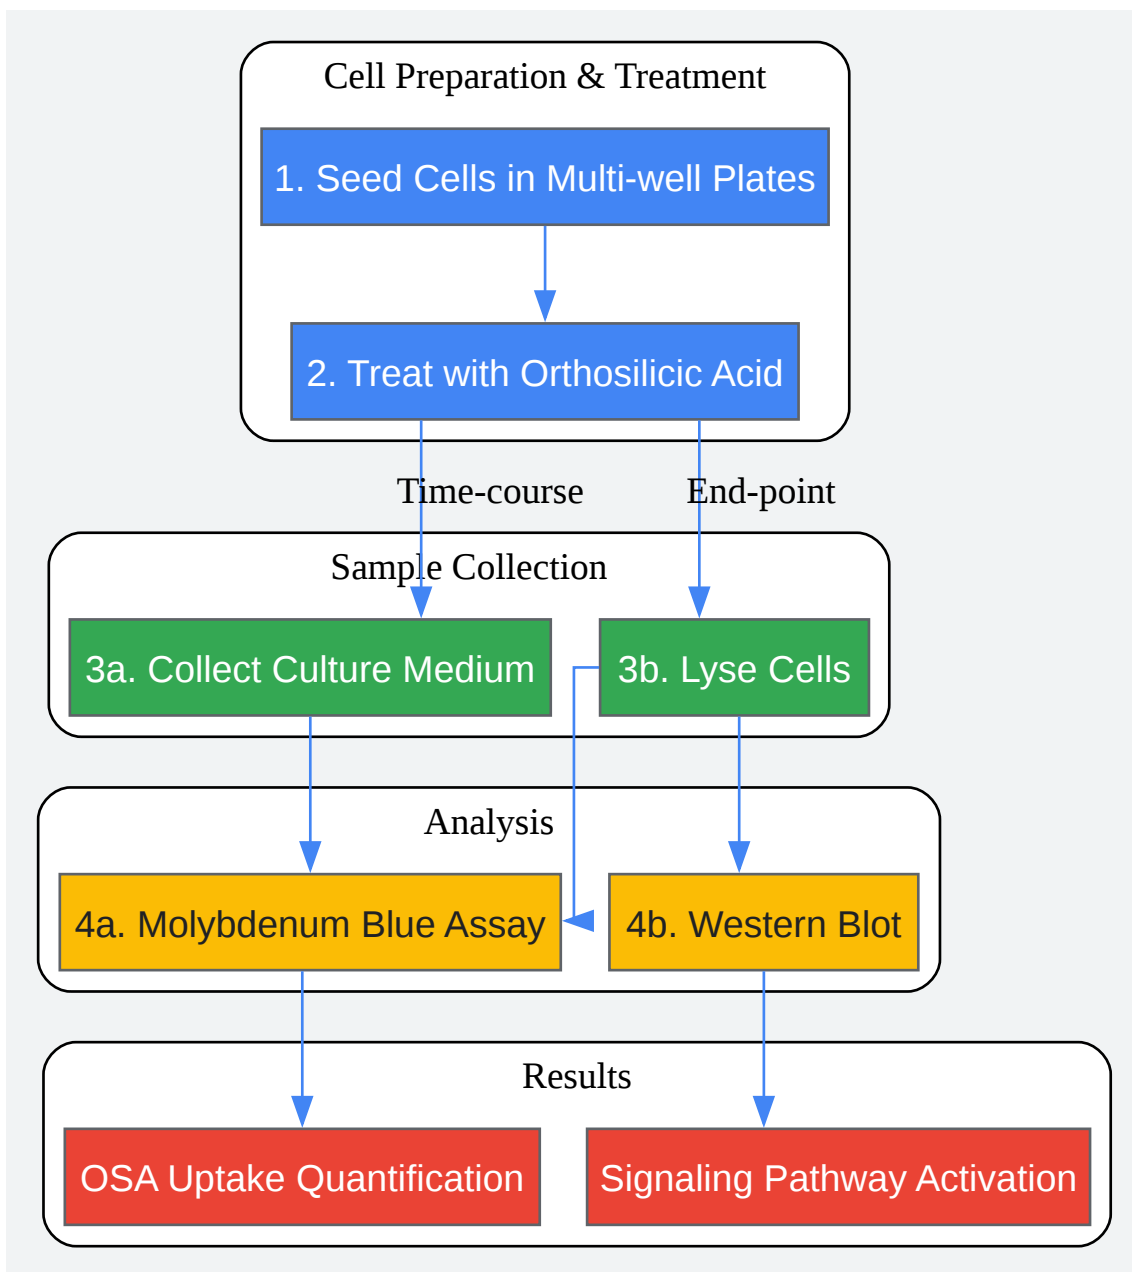 Cell Preparation & Treatment
1. Seed Cells in Multi-well Plates
2. Treat with Orthosilicic Acid
Time-course
End-point
Sample Collection
3a. Collect Culture Medium
3b. Lyse Cells
Analysis
4a. Molybdenum Blue Assay
4b. Western Blot
Results
OSA Uptake Quantification
Signaling Pathway Activation